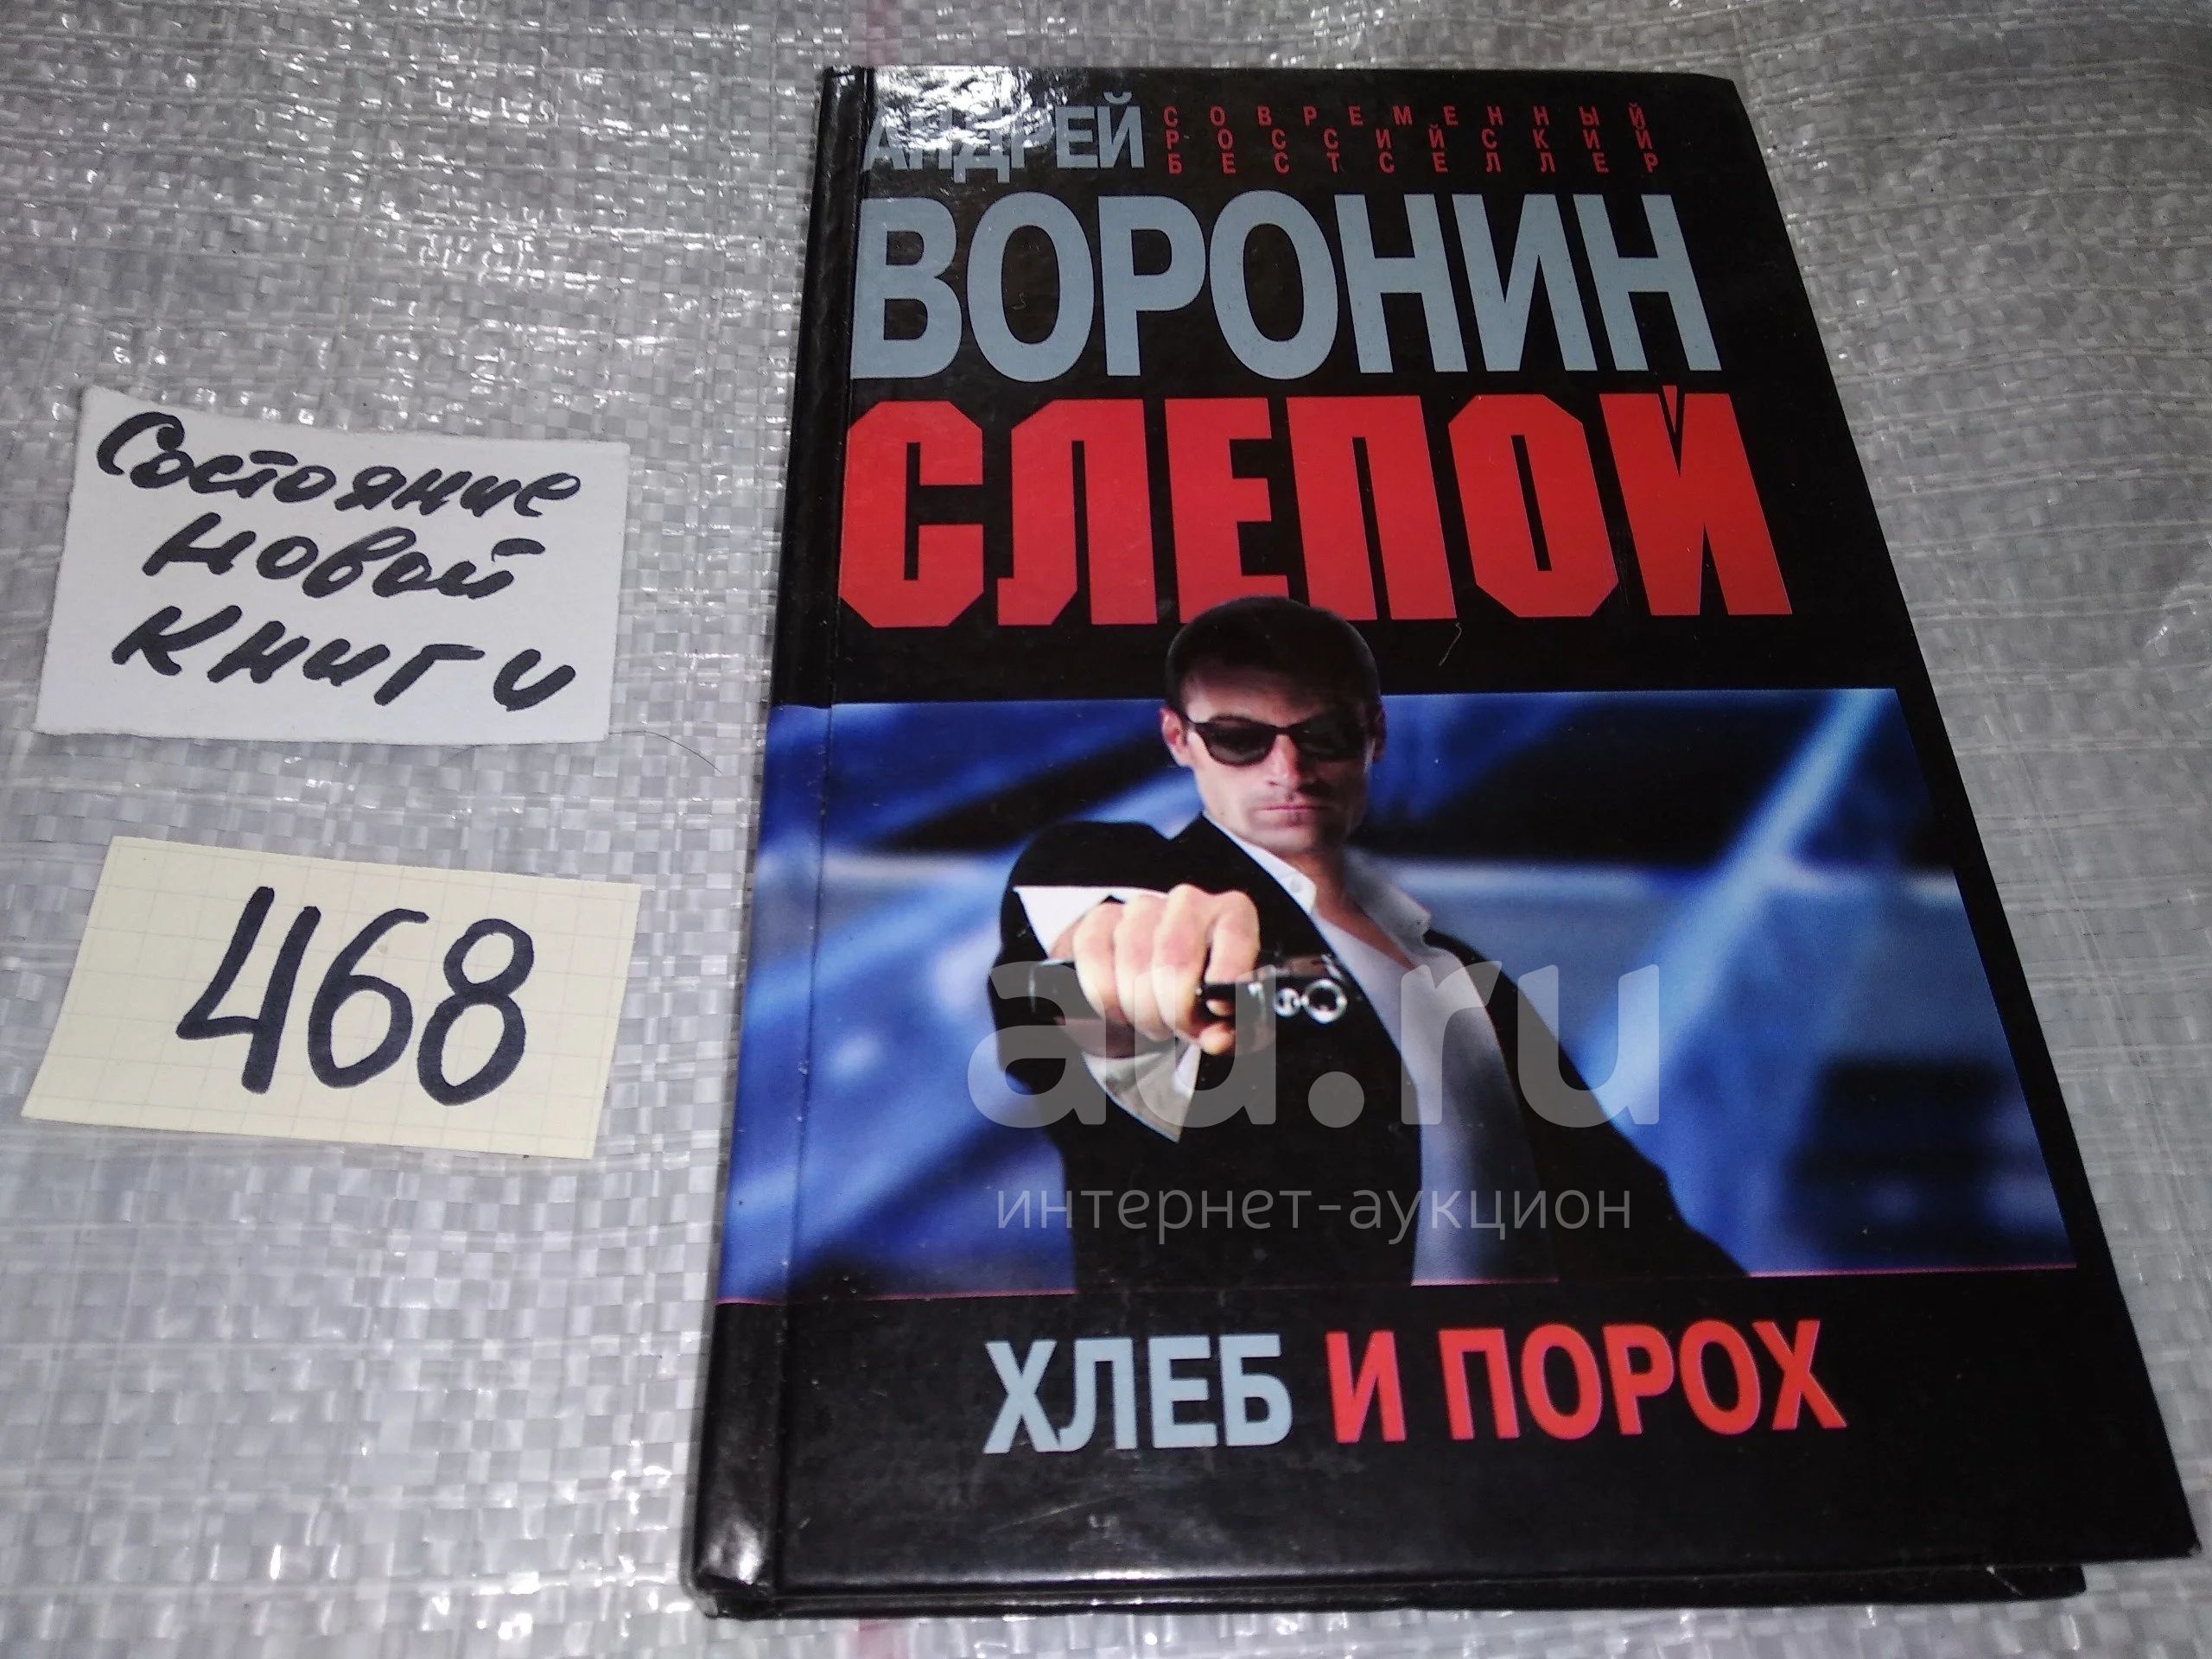 АНДРЕЙ
СОВРЕМЕННЫЙ
РОССИЙСКИЙ
БЕСТСЕЛЛЕР
ВОРОНИН
СЛЕПОЙ
Состояние
новой
книги
468
au.ru
интернет-аукцион
ХЛЕБ И ПОРОХ